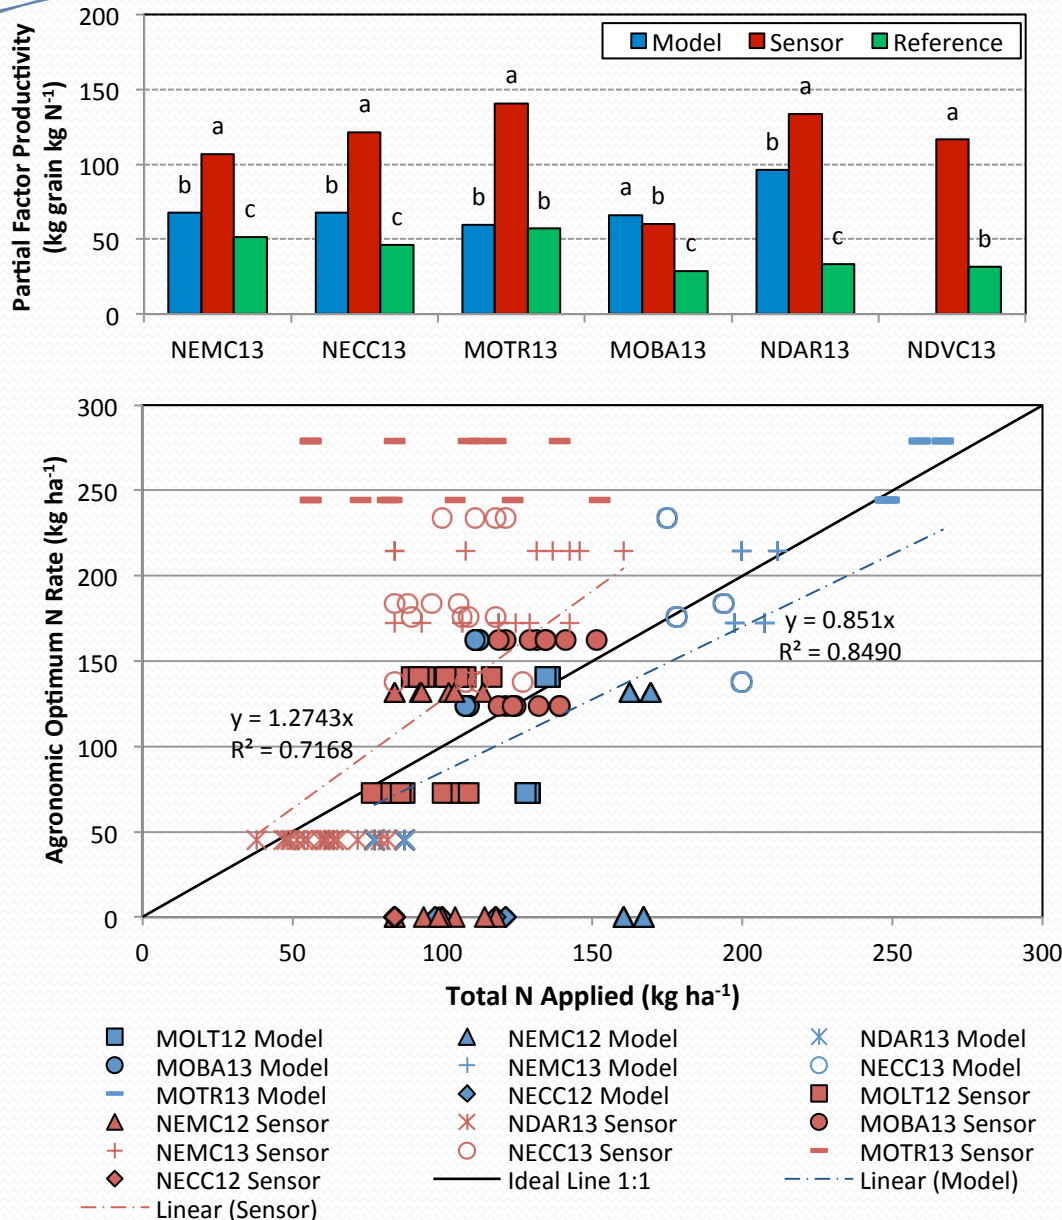 Partial Factor Productivity
(kg grain kg N⁻¹)
200
150
100
50
0
Model Sensor Reference
b a c
b a c
b a b
a b c
b a c
a b
NEMC13 NECC13 MOTR13 MOBA13 NDAR13 NDVC13
Agronomic Optimum N Rate (kg ha⁻¹)
300
250
200
150
100
50
0
y = 0.851x
R² = 0.8490
y = 1.2743x
R² = 0.7168
0 50 100 150 200 250 300
Total N Applied (kg ha⁻¹)
MOLT12 Model NEMC12 Model NDAR13 Model
MOBA13 Model NEMC13 Model NECC13 Model
MOTR13 Model NECC12 Model MOLT12 Sensor
NEMC12 Sensor NDAR13 Sensor MOBA13 Sensor
NEMC13 Sensor NECC13 Sensor MOTR13 Sensor
NECC12 Sensor Ideal Line 1:1 Linear (Model)
Linear (Sensor)